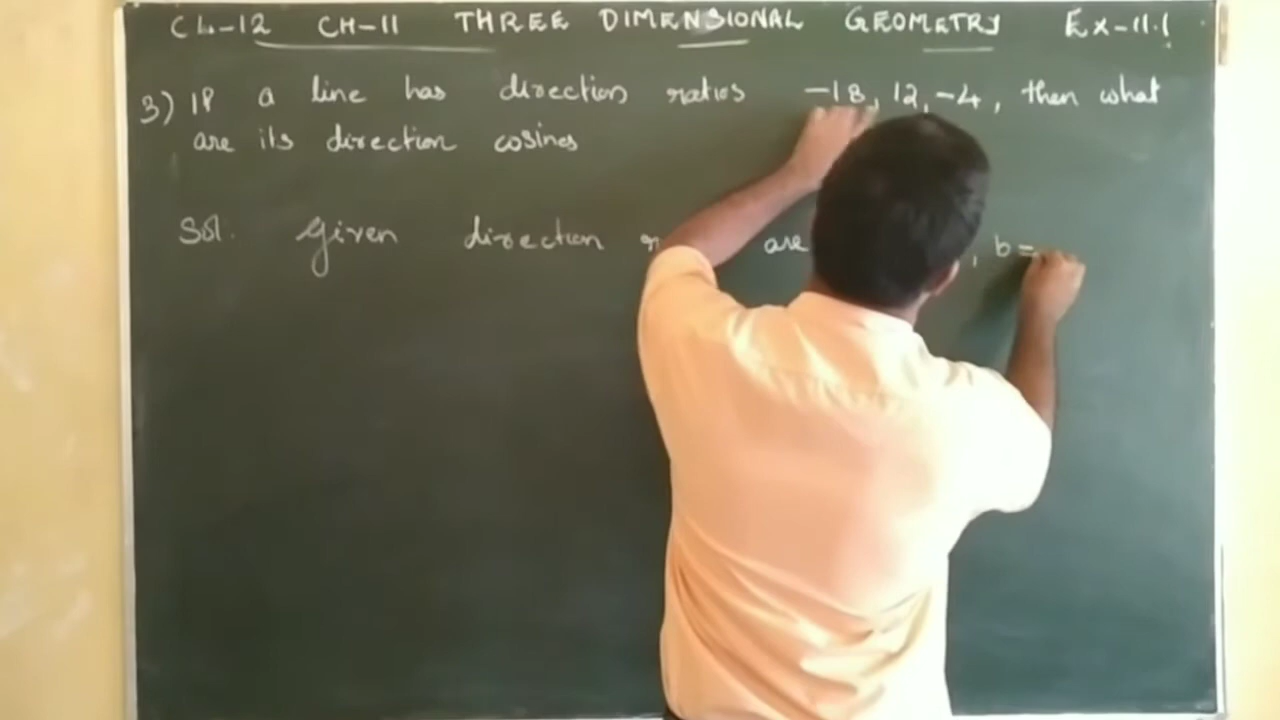 CL-12 CH-11 THREE DIMENSIONAL GEOMETRY Ex-11.1
3) If a line has direction ratios -18, 12, -4, then what
are its direction cosines
Sol. Given direction are , b =